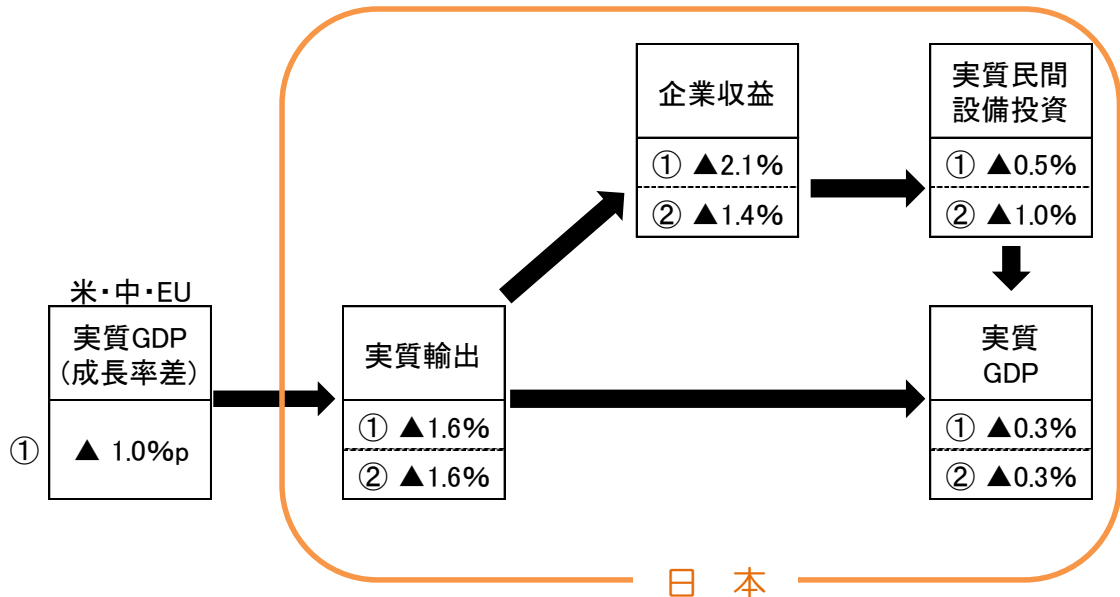 企業収益
① ▲2.1%
② ▲1.4%
実質民間
設備投資
① ▲0.5%
② ▲1.0%
米・中・EU
実質GDP
(成長率差)
① ▲ 1.0%p
実質輸出
① ▲1.6%
② ▲1.6%
実質
GDP
① ▲0.3%
② ▲0.3%
日 本